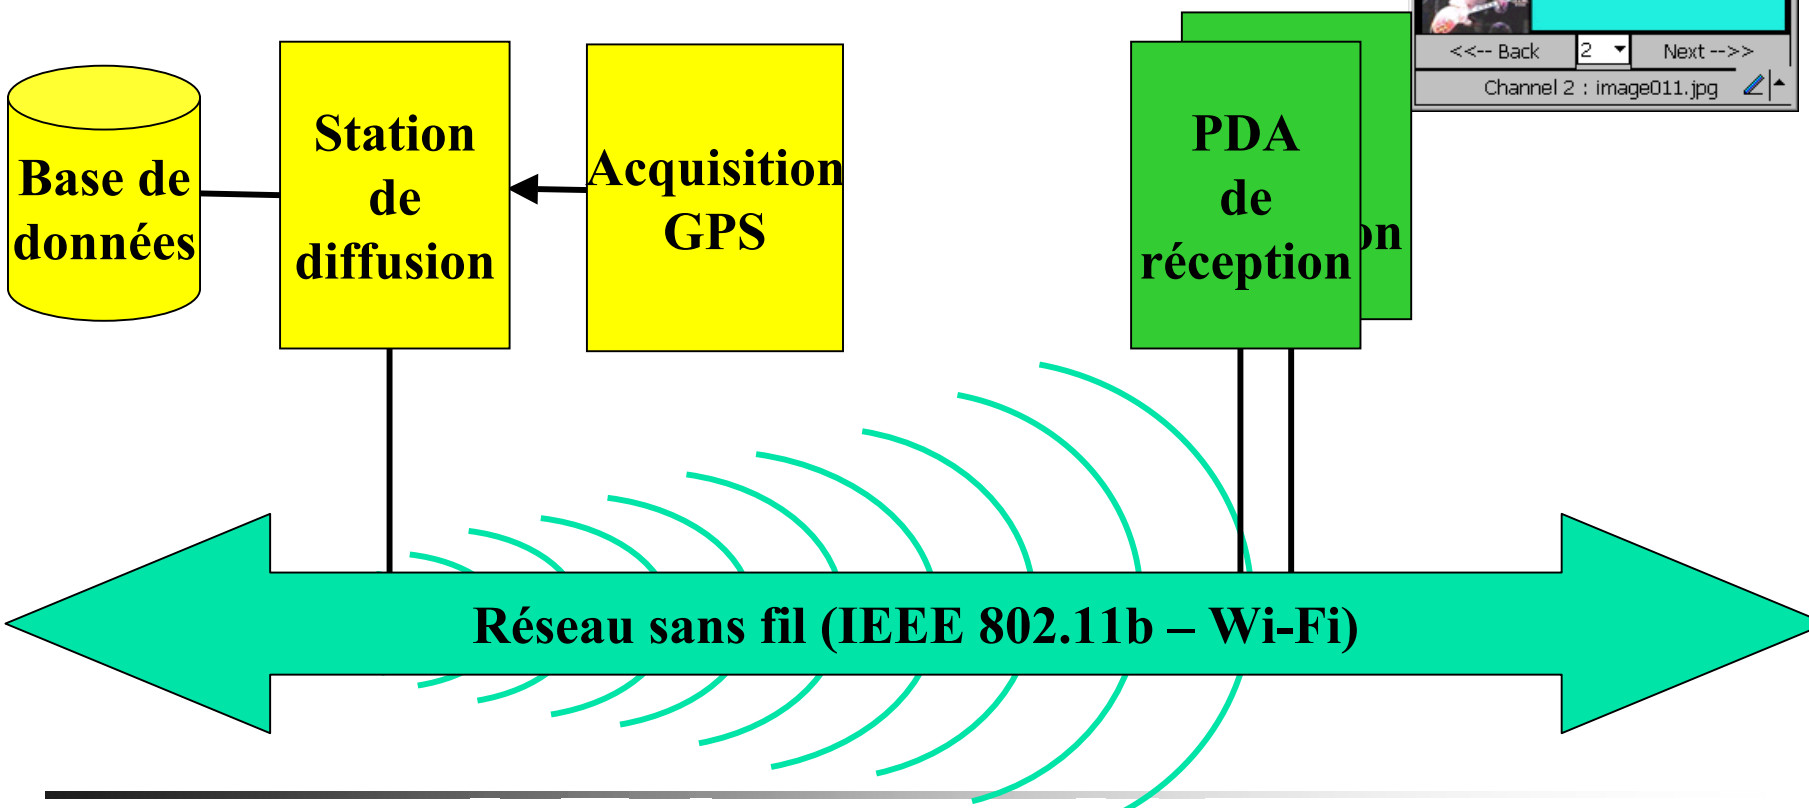 <<-- Back 2 Next -->>
Channel 2 : image011.jpg
Base de
données
Station
de
diffusion
Acquisition
GPS
PDA
de
réception
on
Réseau sans fil (IEEE 802.11b – Wi-Fi)